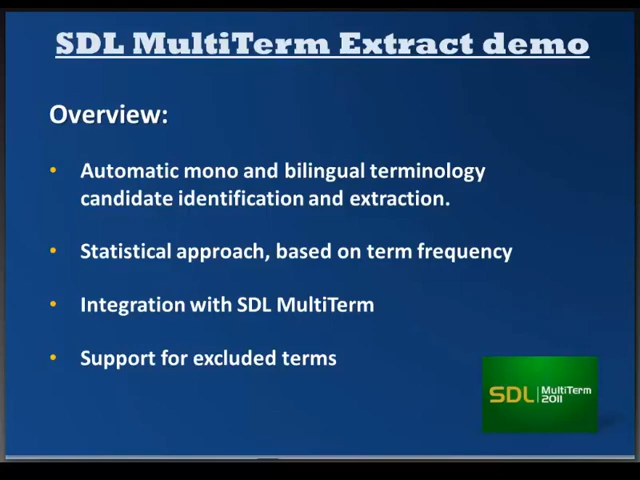 SDL MultiTerm Extract demo
Overview:
• Automatic mono and bilingual terminology
candidate identification and extraction.
• Statistical approach, based on term frequency
• Integration with SDL MultiTerm
• Support for excluded terms
SDL | MultiTerm
2011